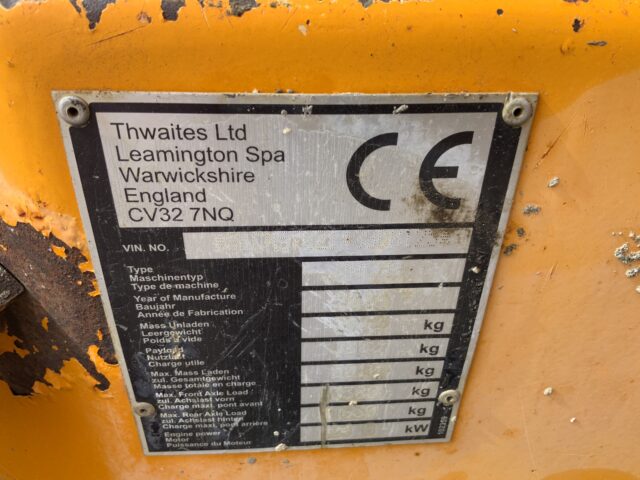 Thwaites Ltd
Leamington Spa
Warwickshire
England
CV32 7NQ
CE
VIN. NO.
Type
Maschinentyp
Type de machine
Year of Manufacture
Baujahr
Année de Fabrication
Mass Unladen
Leergewicht
Poids à vide
kg
Payload
Nutzlast
Charge utile
kg
Max. Mass Laden
zul. Gesamtgewicht
Masse totale en charge
kg
Max. Front Axle Load
zul. Achslast vorn
Charge maxi. pont avant
kg
Max. Rear Axle Load
zul. Achslast hinten
Charge maxi. pont arrière
kg
Engine power
Motor
Puissance du Moteur
kW